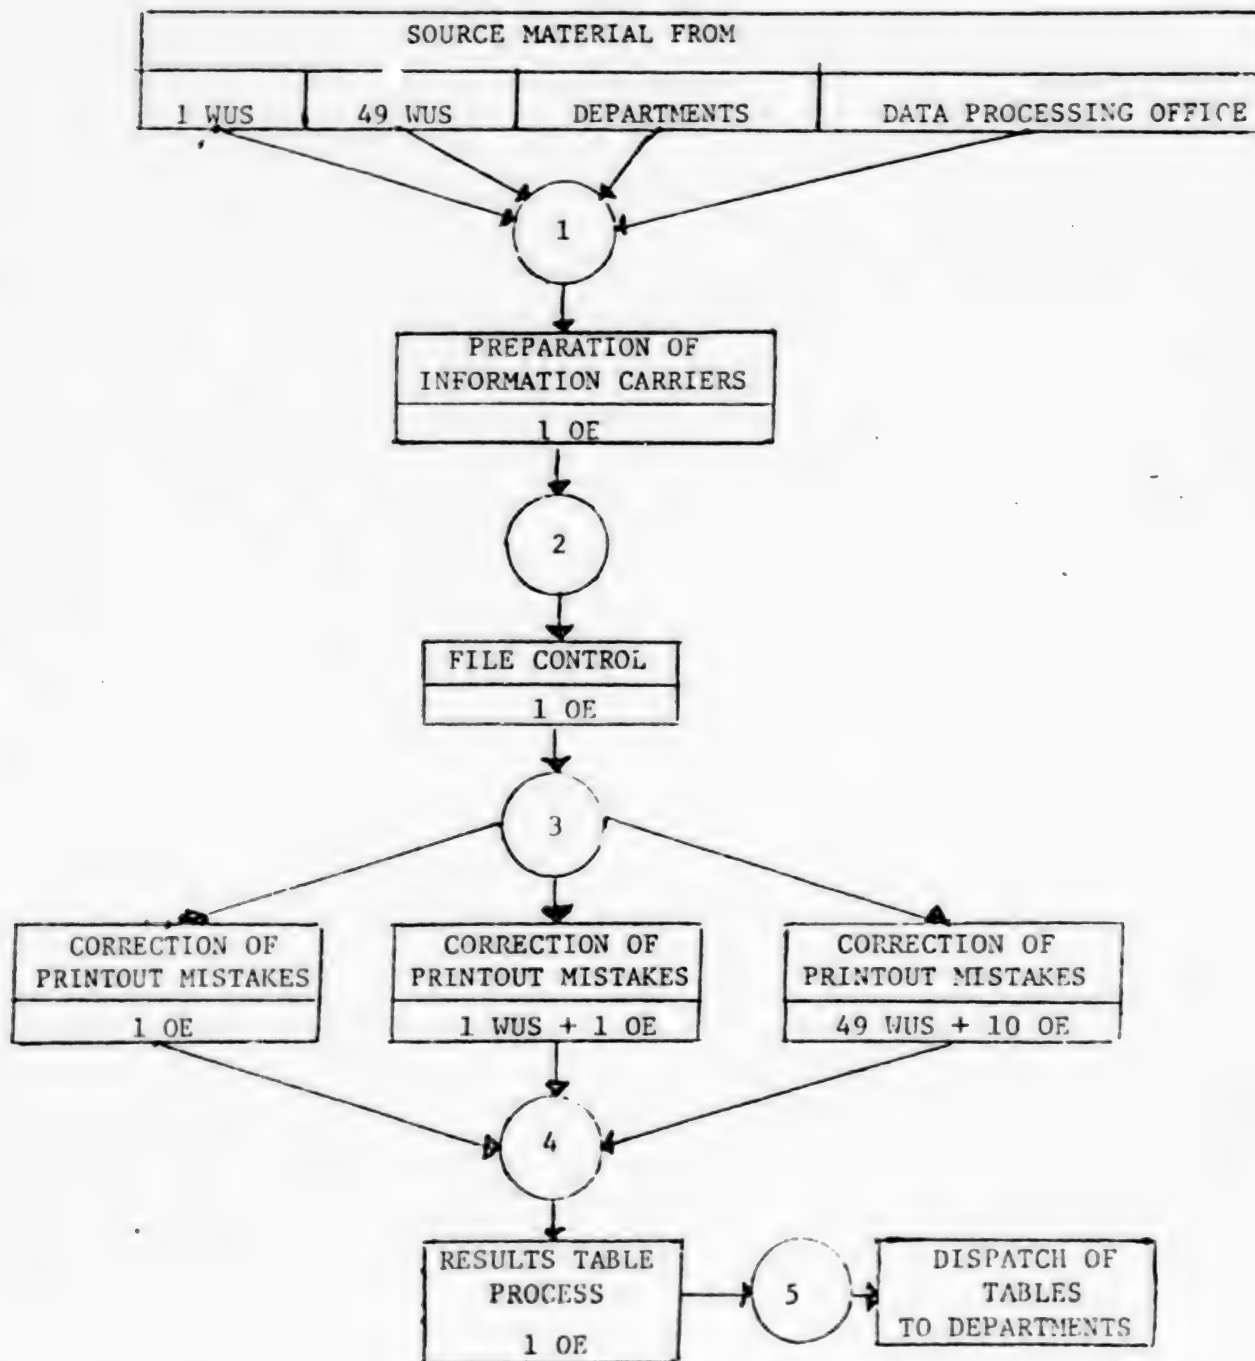 SOURCE MATERIAL FROM
1 WUS
49 WUS
DEPARTMENTS
DATA PROCESSING OFFICE
1
PREPARATION OF
INFORMATION CARRIERS
1 OE
2
FILE CONTROL
1 OE
3
CORRECTION OF
PRINTOUT MISTAKES
1 OE
CORRECTION OF
PRINTOUT MISTAKES
1 WUS + 1 OE
CORRECTION OF
PRINTOUT MISTAKES
49 WUS + 10 OE
4
RESULTS TABLE
PROCESS
1 OE
5
DISPATCH OF
TABLES
TO DEPARTMENTS